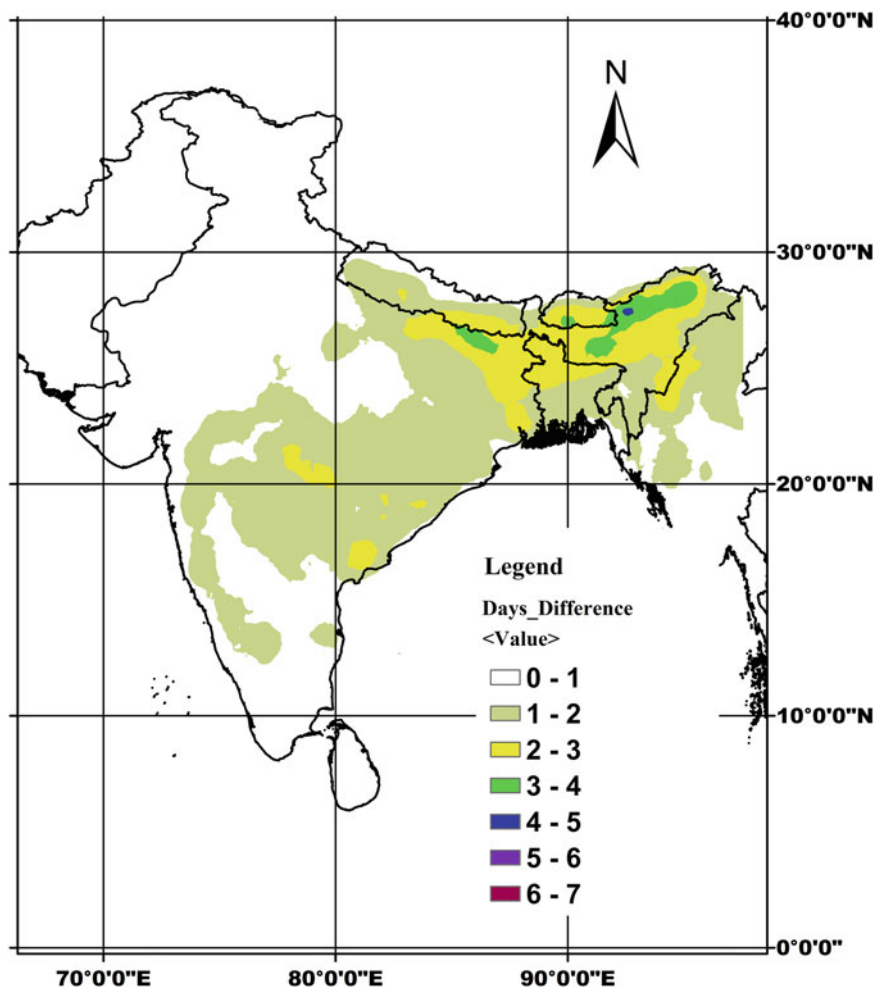 40°0'0"N
N
30°0'0"N
20°0'0"N
Legend
Days_Difference
<Value>
0 - 1
1 - 2
2 - 3
3 - 4
4 - 5
5 - 6
6 - 7
10°0'0"N
0°0'0"
70°0'0"E
80°0'0"E
90°0'0"E